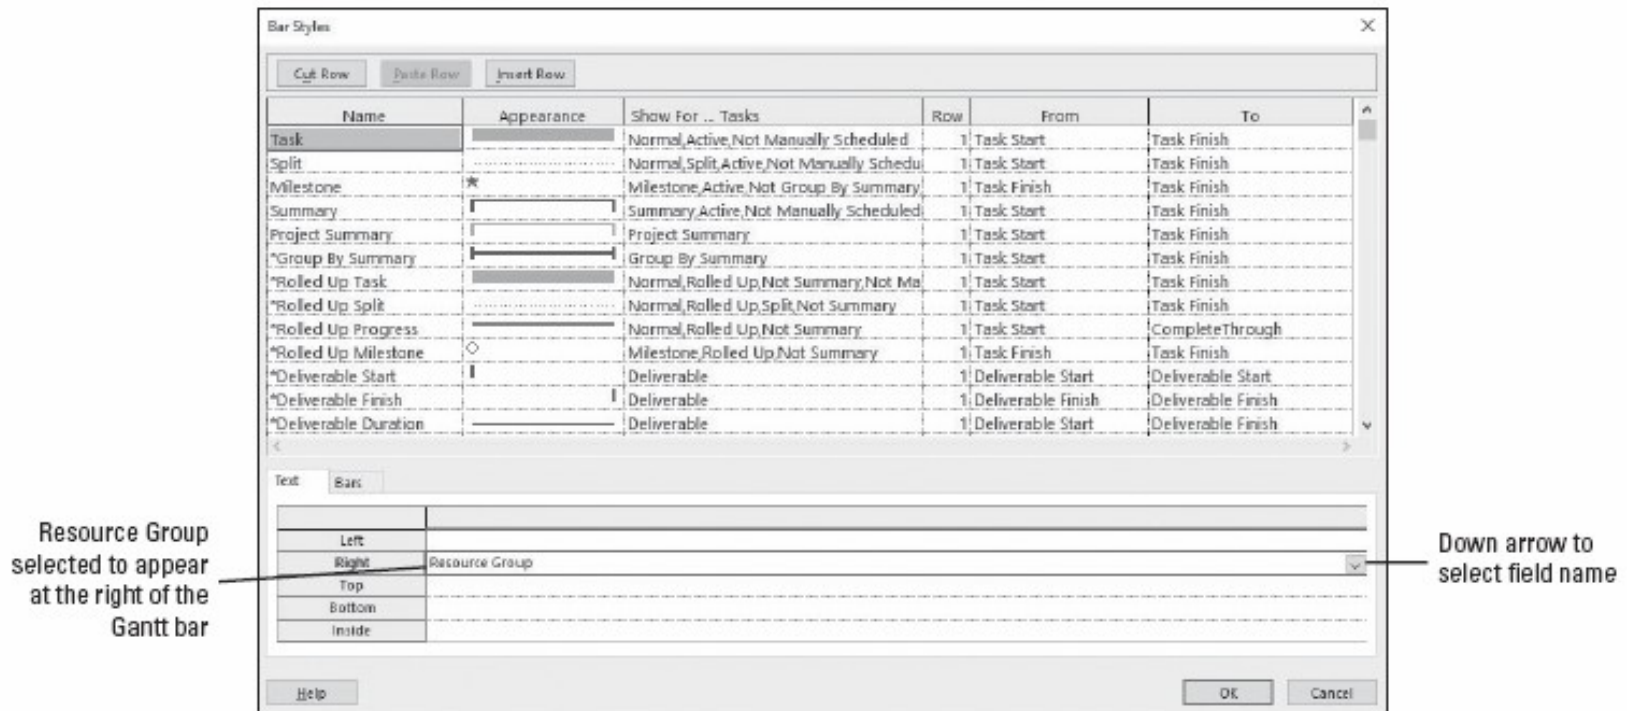 Bar Styles
Cut Row Paste Row Insert Row
Name Appearance Show For ... Tasks Row From To
Task Normal,Active,Not Manually Scheduled 1 Task Start Task Finish
Split Normal,Split,Active,Not Manually Schedu 1 Task Start Task Finish
Milestone Milestone,Active,Not Group By Summary 1 Task Finish Task Finish
Summary Summary,Active,Not Manually Scheduled 1 Task Start Task Finish
Project Summary Project Summary 1 Task Start Task Finish
*Group By Summary Group By Summary 1 Task Start Task Finish
*Rolled Up Task Normal,Rolled Up,Not Summary,Not Ma 1 Task Start Task Finish
*Rolled Up Split Normal,Rolled Up,Split,Not Summary 1 Task Start Task Finish
*Rolled Up Progress Normal,Rolled Up,Not Summary 1 Task Start CompleteThrough
*Rolled Up Milestone Milestone,Rolled Up,Not Summary 1 Task Finish Task Finish
*Deliverable Start Deliverable 1 Deliverable Start Deliverable Start
*Deliverable Finish Deliverable 1 Deliverable Finish Deliverable Finish
*Deliverable Duration Deliverable 1 Deliverable Start Deliverable Finish
Text Bars
Left
Right Resource Group
Top
Bottom
Inside
Help OK Cancel
Resource Group
selected to appear
at the right of the
Gantt bar
Down arrow to
select field name